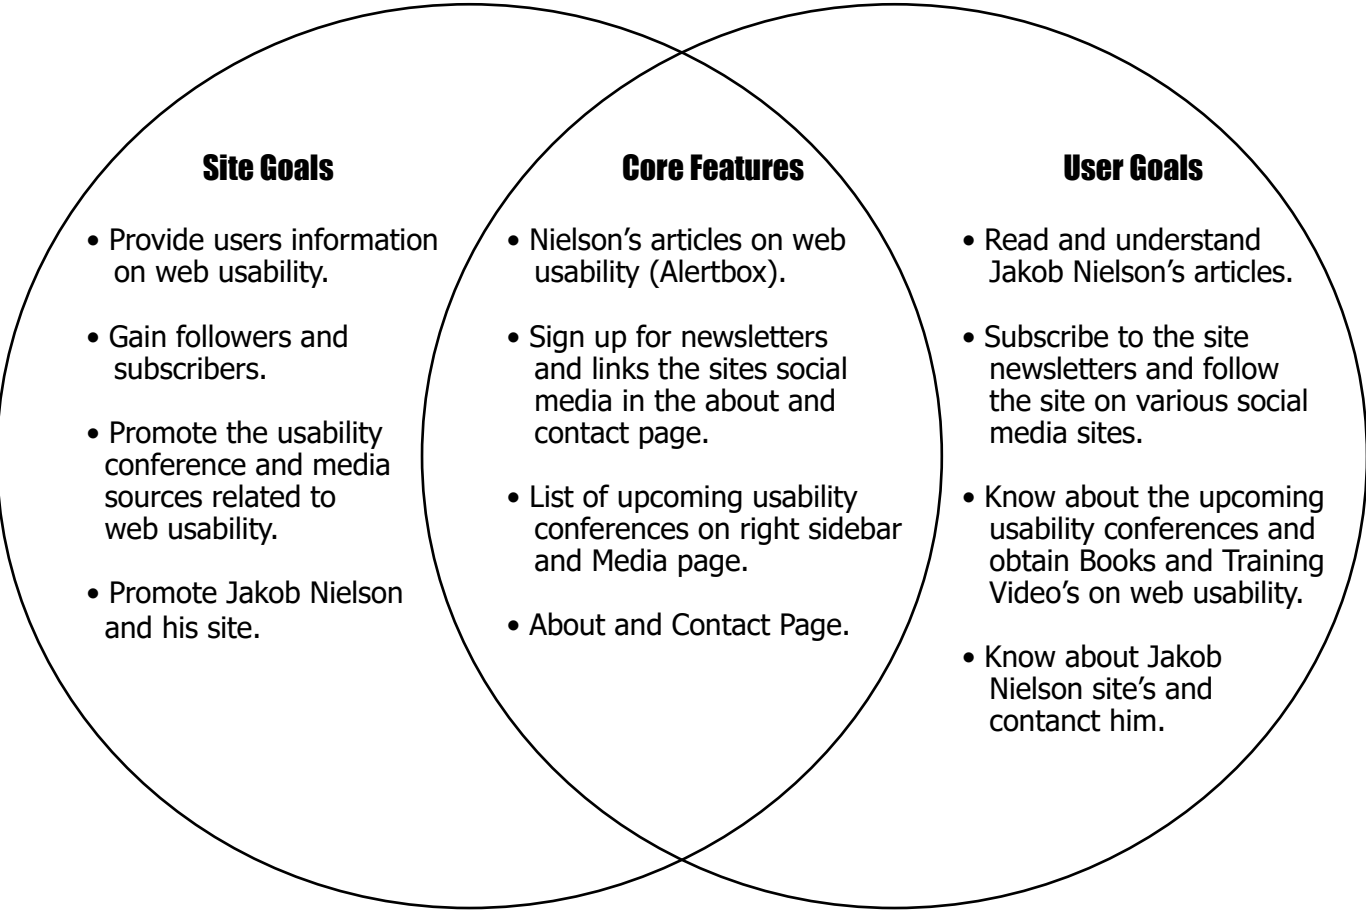 Site Goals
• Provide users information
on web usability.
• Gain followers and
subscribers.
• Promote the usability
conference and media
sources related to
web usability.
• Promote Jakob Nielson
and his site.
Core Features
• Nielson’s articles on web
usability (Alertbox).
• Sign up for newsletters
and links the sites social
media in the about and
contact page.
• List of upcoming usability
conferences on right sidebar
and Media page.
• About and Contact Page.
User Goals
• Read and understand
Jakob Nielson’s articles.
• Subscribe to the site
newsletters and follow
the site on various social
media sites.
• Know about the upcoming
usability conferences and
obtain Books and Training
Video’s on web usability.
• Know about Jakob
Nielson site’s and
contanct him.